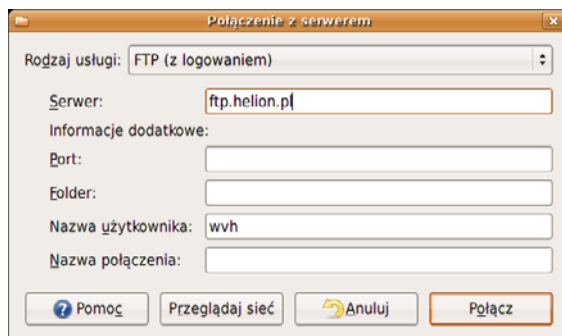 Połączenie z serwerem
Rodzaj usługi: FTP (z logowaniem)
Serwer: ftp.helion.pl
Informacje dodatkowe:
Port:
Folder:
Nazwa użytkownika: wvh
Nazwa połączenia:
Pomoc Przeglądaj sieć Anuluj Połącz